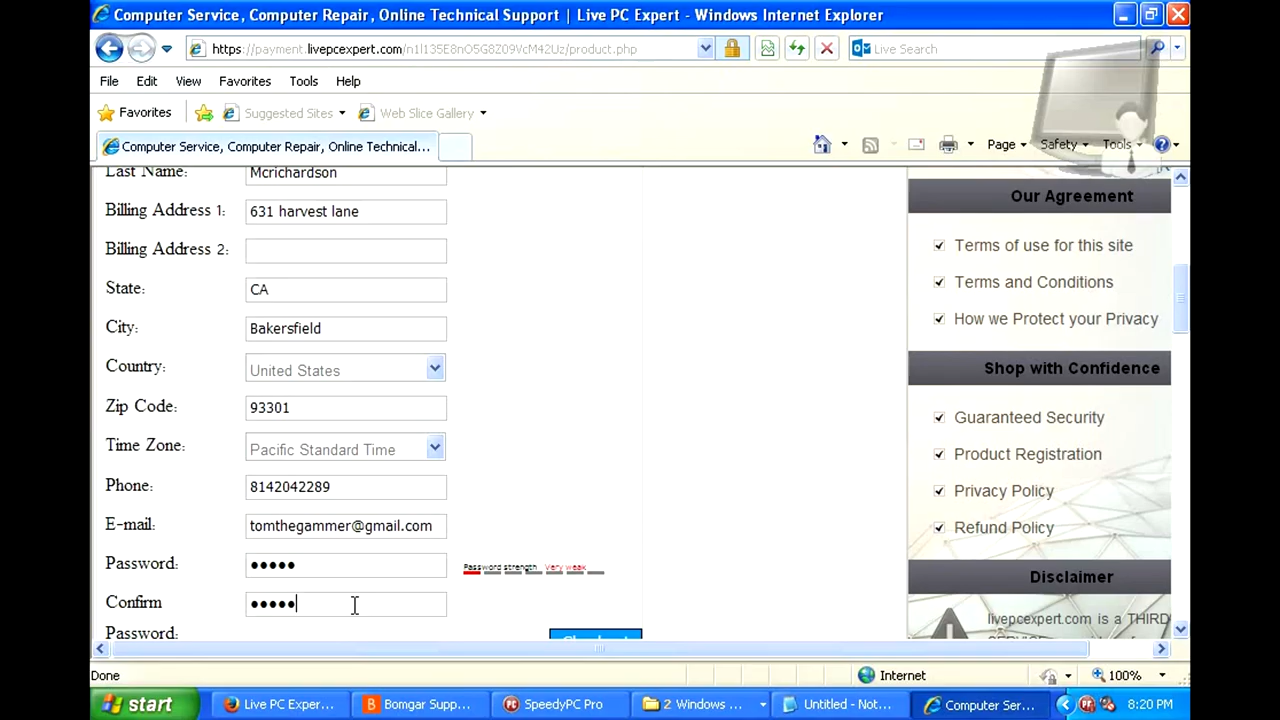 Computer Service, Computer Repair, Online Technical Support | Live PC Expert - Windows Internet Explorer
https://payment.livepcexpert.com/n1l135E8nO5G8Z09VcM42Uz/product.php
Live Search
File Edit View Favorites Tools Help
Favorites Suggested Sites Web Slice Gallery
Computer Service, Computer Repair, Online Technical...
Page Safety Tools
Last Name: Mcrichardson
Billing Address 1: 631 harvest lane
Billing Address 2:
State: CA
City: Bakersfield
Country: United States
Zip Code: 93301
Time Zone: Pacific Standard Time
Phone: 8142042289
E-mail: tomthegammer@gmail.com
Password: ●●●●● Password strength Very weak
Confirm ●●●●●
Password:
Our Agreement
Terms of use for this site
Terms and Conditions
How we Protect your Privacy
Shop with Confidence
Guaranteed Security
Product Registration
Privacy Policy
Refund Policy
Disclaimer
livepcexpert.com is a THIRD
Done Internet 100%
start Live PC Exper... Bomgar Supp... SpeedyPC Pro 2 Windows ... Untitled - Not... Computer Ser... 8:20 PM